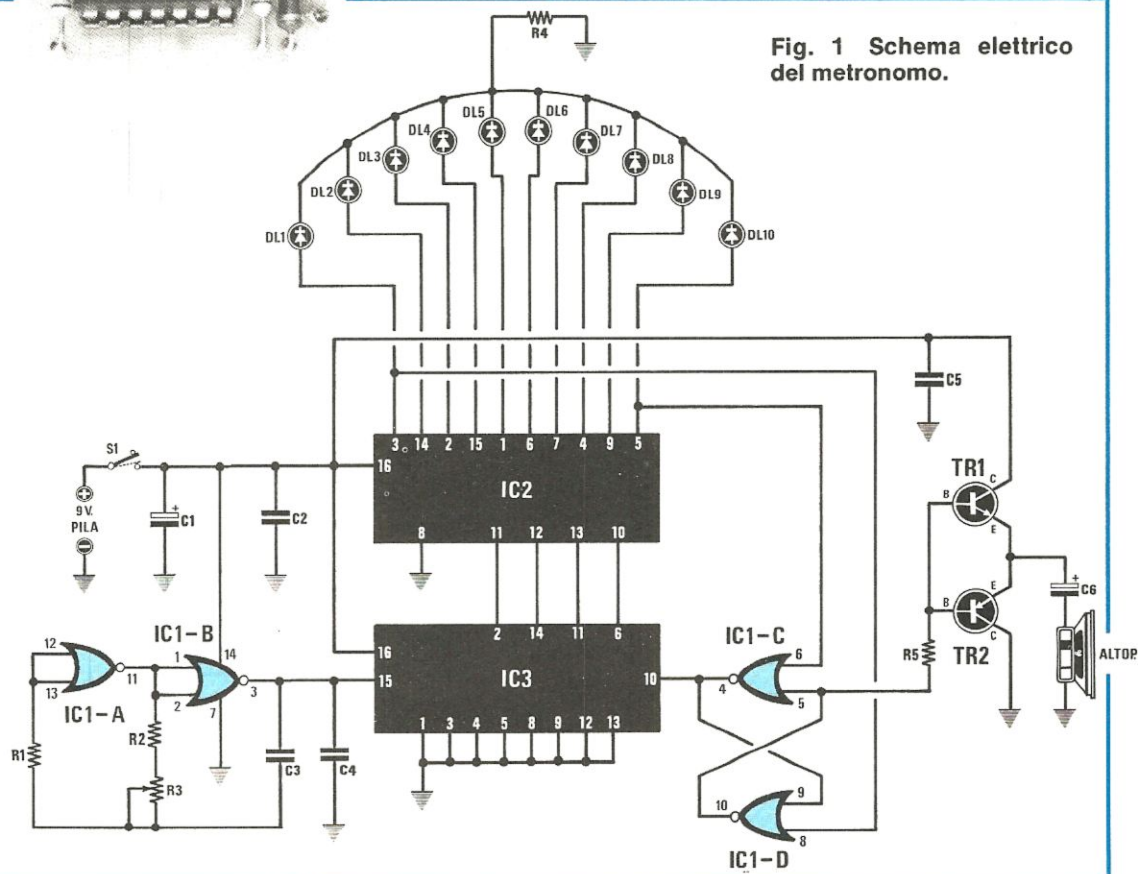 Fig. 1 Schema elettrico
del metronomo.
R4
DL1
DL2
DL3
DL4
DL5
DL6
DL7
DL8
DL9
DL10
C5
3 14 2 15 1 6 7 4 9 5
16
IC2
8 11 12 13 10
S1
9V.
PILA
C1
C2
TR1
B
C
E
TR2
B
E
C
C6
ALTOP.
R5
IC1-A
12
13
11
IC1-B
1
2
14
7
3
R1
R2
R3
C3
C4
2 14 11 6
16
15
IC3
10
1 3 4 5 8 9 12 13
IC1-C
6
5
4
IC1-D
9
8
10